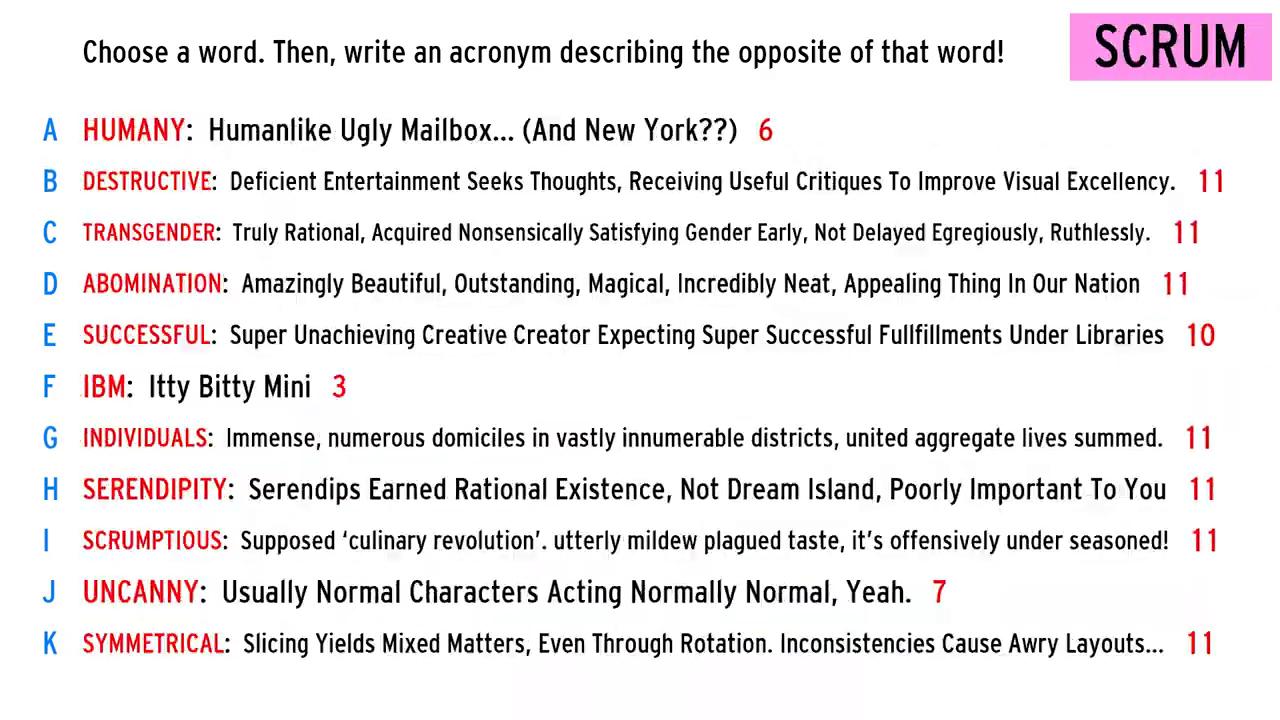 Choose a word. Then, write an acronym describing the opposite of that word!
SCRUM
A HUMANY: Humanlike Ugly Mailbox... (And New York??) 6
B DESTRUCTIVE: Deficient Entertainment Seeks Thoughts, Receiving Useful Critiques To Improve Visual Excellency. 11
C TRANSGENDER: Truly Rational, Acquired Nonsensically Satisfying Gender Early, Not Delayed Egregiously, Ruthlessly. 11
D ABOMINATION: Amazingly Beautiful, Outstanding, Magical, Incredibly Neat, Appealing Thing In Our Nation 11
E SUCCESSFUL: Super Unachieving Creative Creator Expecting Super Successful Fullfillments Under Libraries 10
F IBM: Itty Bitty Mini 3
G INDIVIDUALS: Immense, numerous domiciles in vastly innumerable districts, united aggregate lives summed. 11
H SERENDIPITY: Serendips Earned Rational Existence, Not Dream Island, Poorly Important To You 11
I SCRUMPTIOUS: Supposed ‘culinary revolution’. utterly mildew plagued taste, it’s offensively under seasoned! 11
J UNCANNY: Usually Normal Characters Acting Normally Normal, Yeah. 7
K SYMMETRICAL: Slicing Yields Mixed Matters, Even Through Rotation. Inconsistencies Cause Awry Layouts... 11